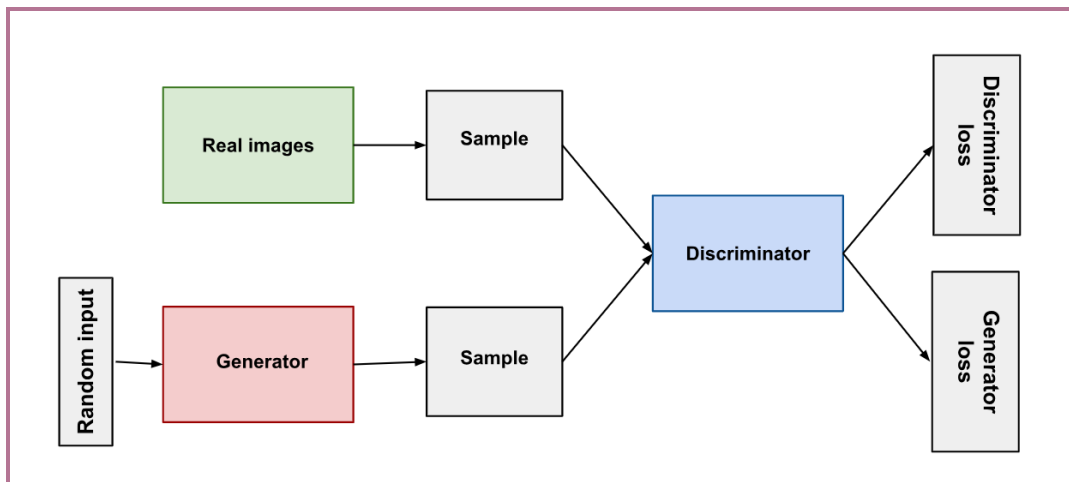 Real images
Sample
Discriminator
loss
Discriminator
Random input
Generator
Sample
Generator
loss